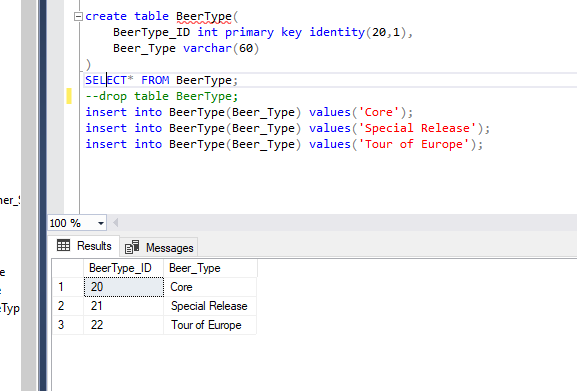 create table BeerType(
BeerType_ID int primary key identity(20,1),
Beer_Type varchar(60)
)
SELECT* FROM BeerType;
--drop table BeerType;
insert into BeerType(Beer_Type) values('Core');
insert into BeerType(Beer_Type) values('Special Release');
insert into BeerType(Beer_Type) values('Tour of Europe');
100 %
Results Messages
BeerType_ID Beer_Type
1 20 Core
2 21 Special Release
3 22 Tour of Europe